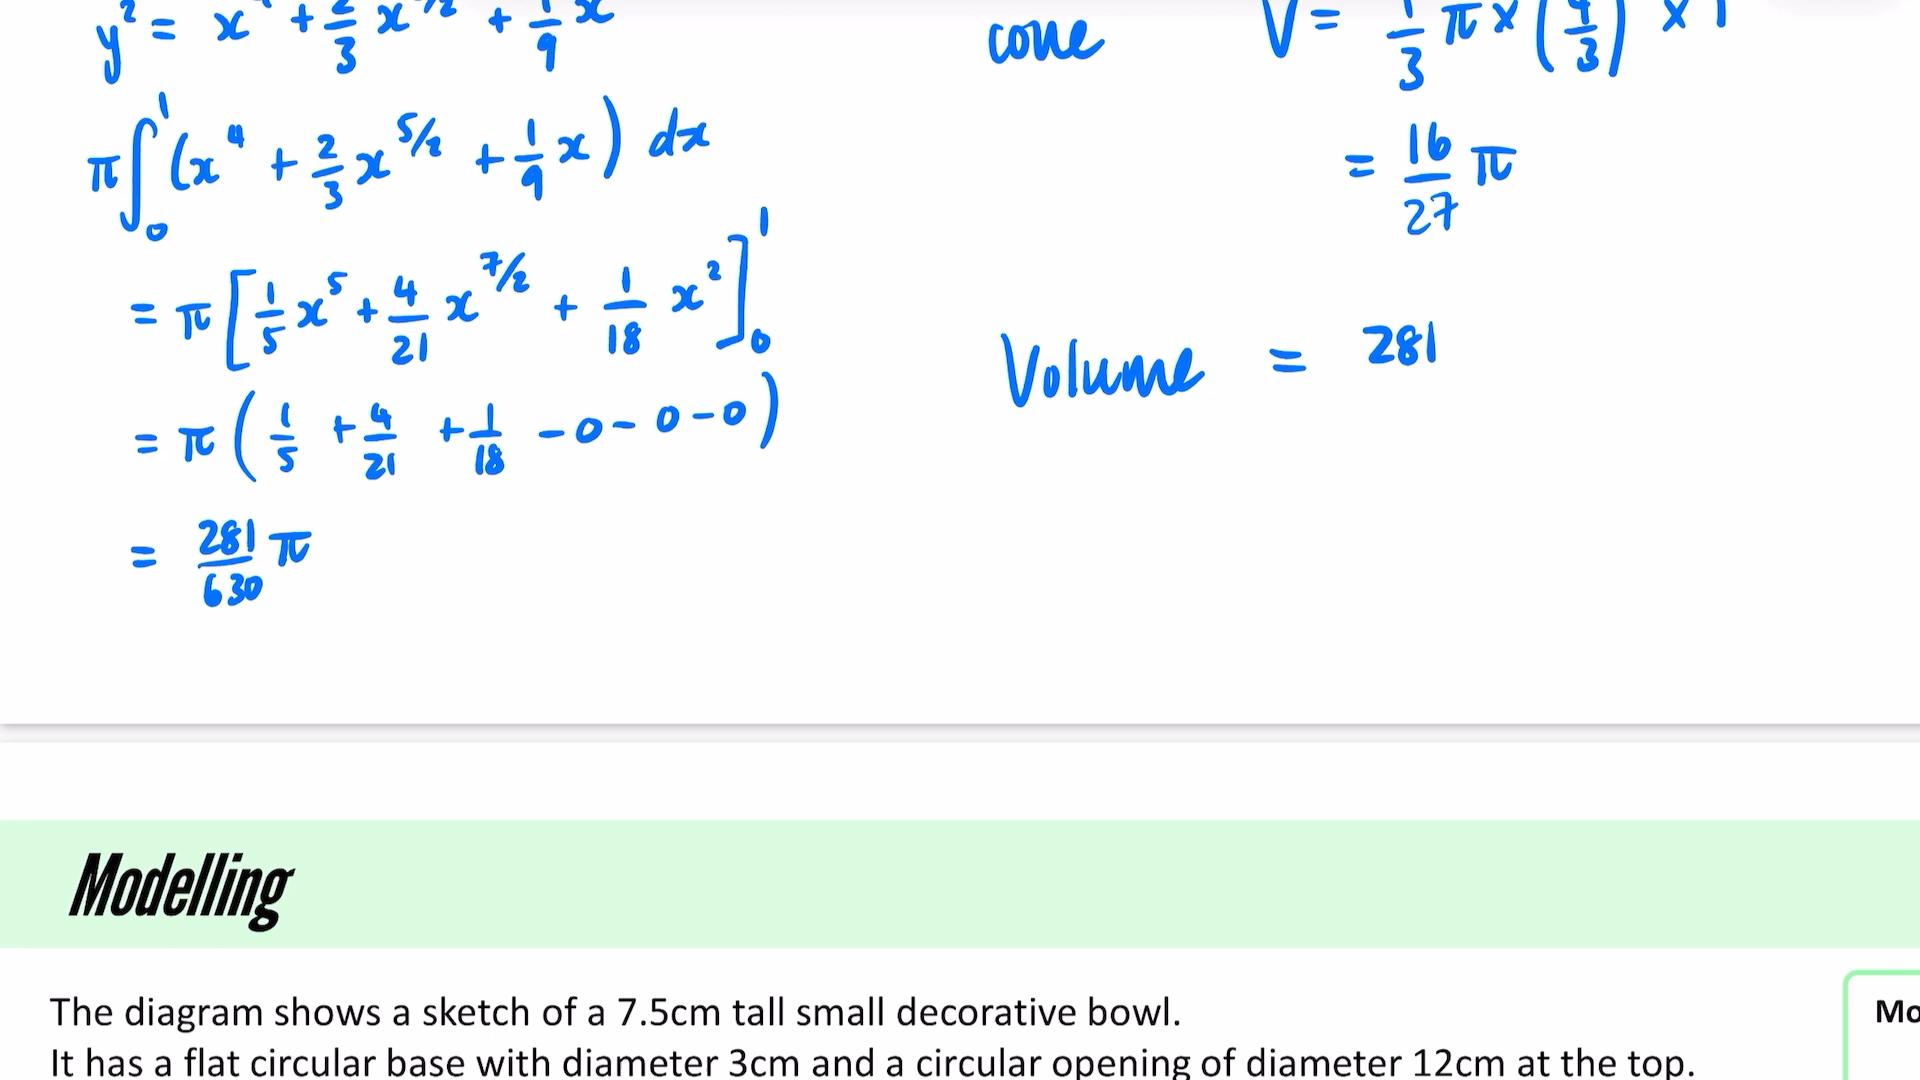 y² = x⁴ + 2/3 x^5/2 + 1/9 x
π∫₀¹ (x⁴ + 2/3 x^5/2 + 1/9 x) dx
= π[1/5 x⁵ + 4/21 x^7/2 + 1/18 x²]₀¹
= π(1/5 + 4/21 + 1/18 - 0 - 0 - 0)
= 281/630 π
cone V = 1/3 π × (4/3) × 1
= 16/27 π
Volume = 281
Modelling
The diagram shows a sketch of a 7.5cm tall small decorative bowl.
It has a flat circular base with diameter 3cm and a circular opening of diameter 12cm at the top.